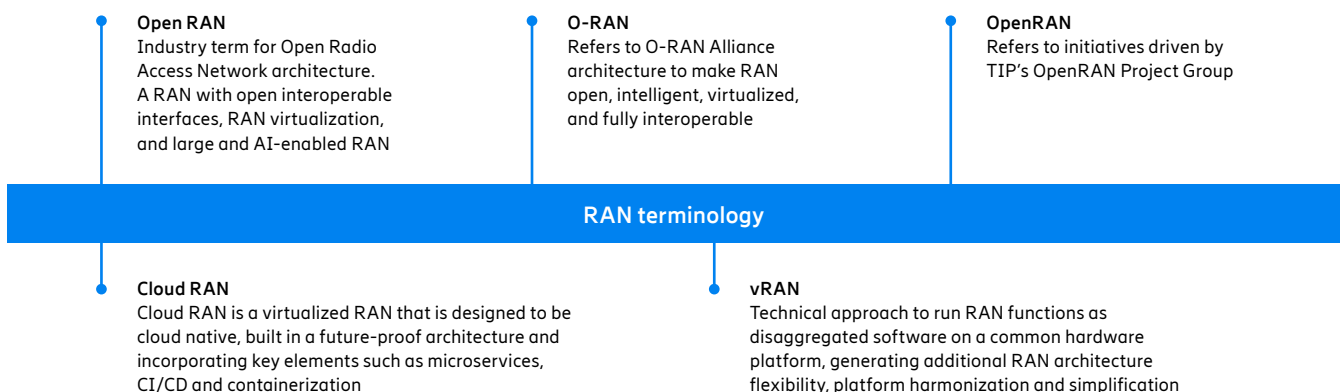 Open RAN
Industry term for Open Radio
Access Network architecture.
A RAN with open interoperable
interfaces, RAN virtualization,
and large and AI-enabled RAN
O-RAN
Refers to O-RAN Alliance
architecture to make RAN
open, intelligent, virtualized,
and fully interoperable
OpenRAN
Refers to initiatives driven by
TIP's OpenRAN Project Group
RAN terminology
Cloud RAN
Cloud RAN is a virtualized RAN that is designed to be
cloud native, built in a future-proof architecture and
incorporating key elements such as microservices,
CI/CD and containerization
vRAN
Technical approach to run RAN functions as
disaggregated software on a common hardware
platform, generating additional RAN architecture
flexibility, platform harmonization and simplification